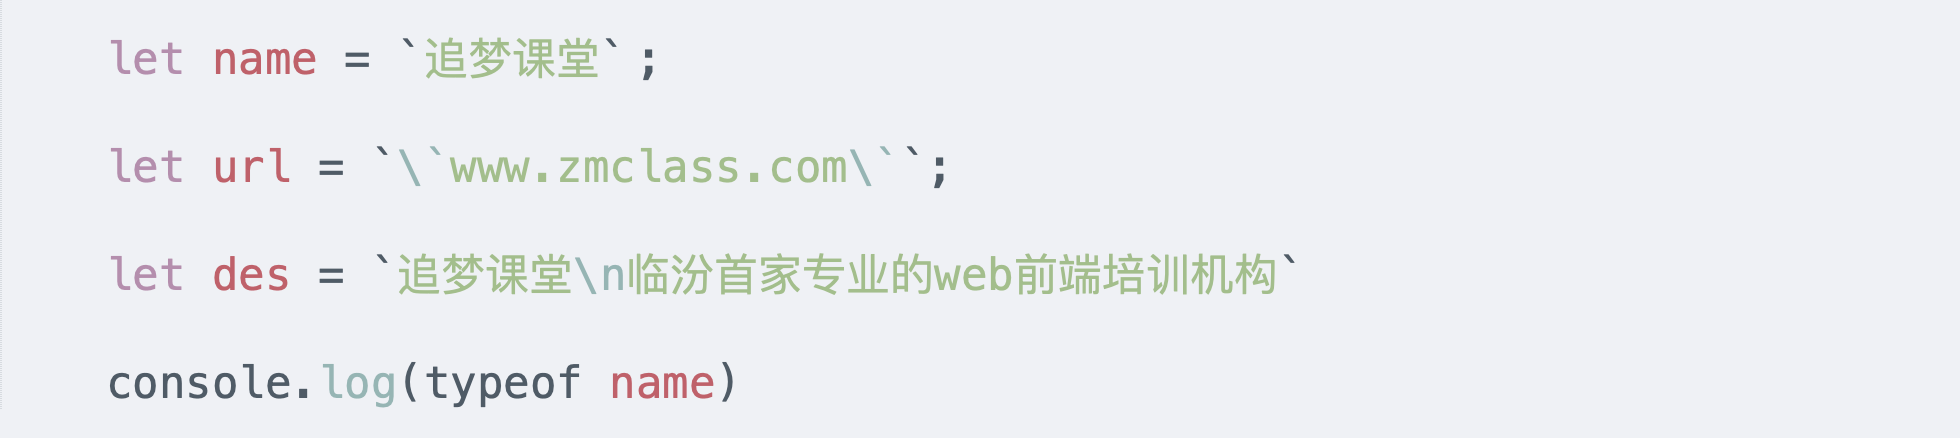 let name = `追梦课堂`;
let url = `\`www.zmclass.com\``;
let des = `追梦课堂\n临汾首家专业的web前端培训机构`
console.log(typeof name)